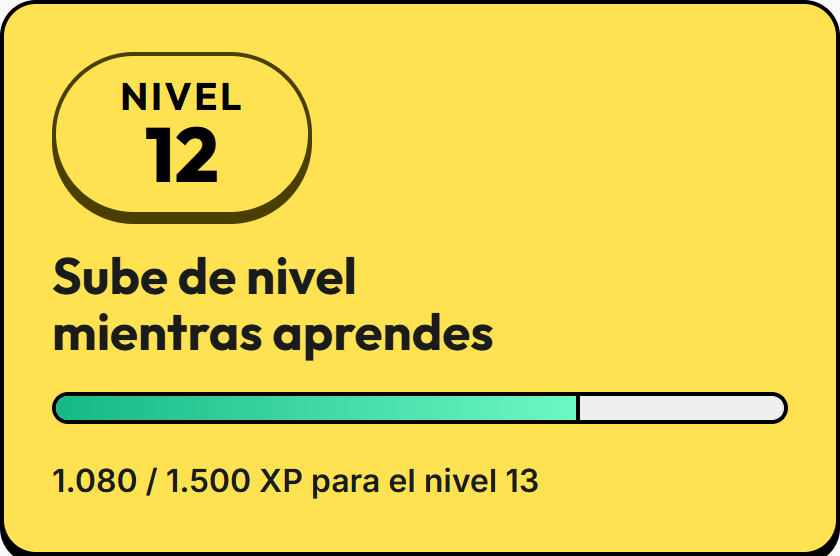 NIVEL
12
Sube de nivel
mientras aprendes
1.080 / 1.500 XP para el nivel 13